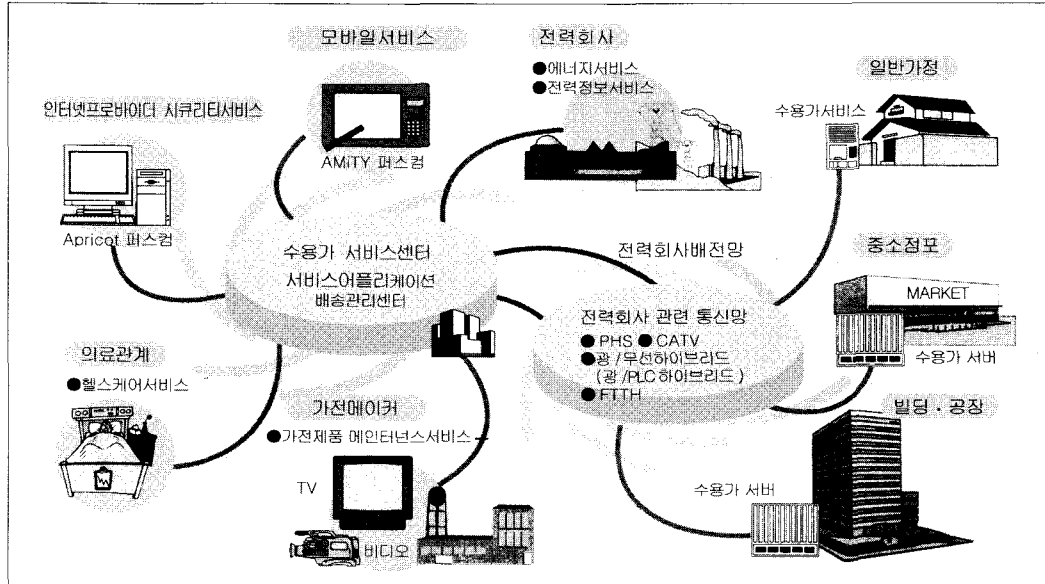 모바일서비스
전력회사
●에너지서비스
●전력정보서비스
일반가정
수용가서비스
인터넷프로바이더 시큐리티서비스
AMiTY 퍼스컴
Apricot 퍼스컴
수용가 서비스센터
서비스어플리케이션
배송관리센터
전력회사배전망
중소점포
MARKET
수용가 서버
전력회사 관련 통신망
●PHS ●CATV
●광/무선하이브리드
(광/PLC하이브리드)
●FTTH
의료관계
●헬스케어서비스
가전메이커
●가전제품 메인터넌스서비스
TV
비디오
빌딩·공장
수용가 서버